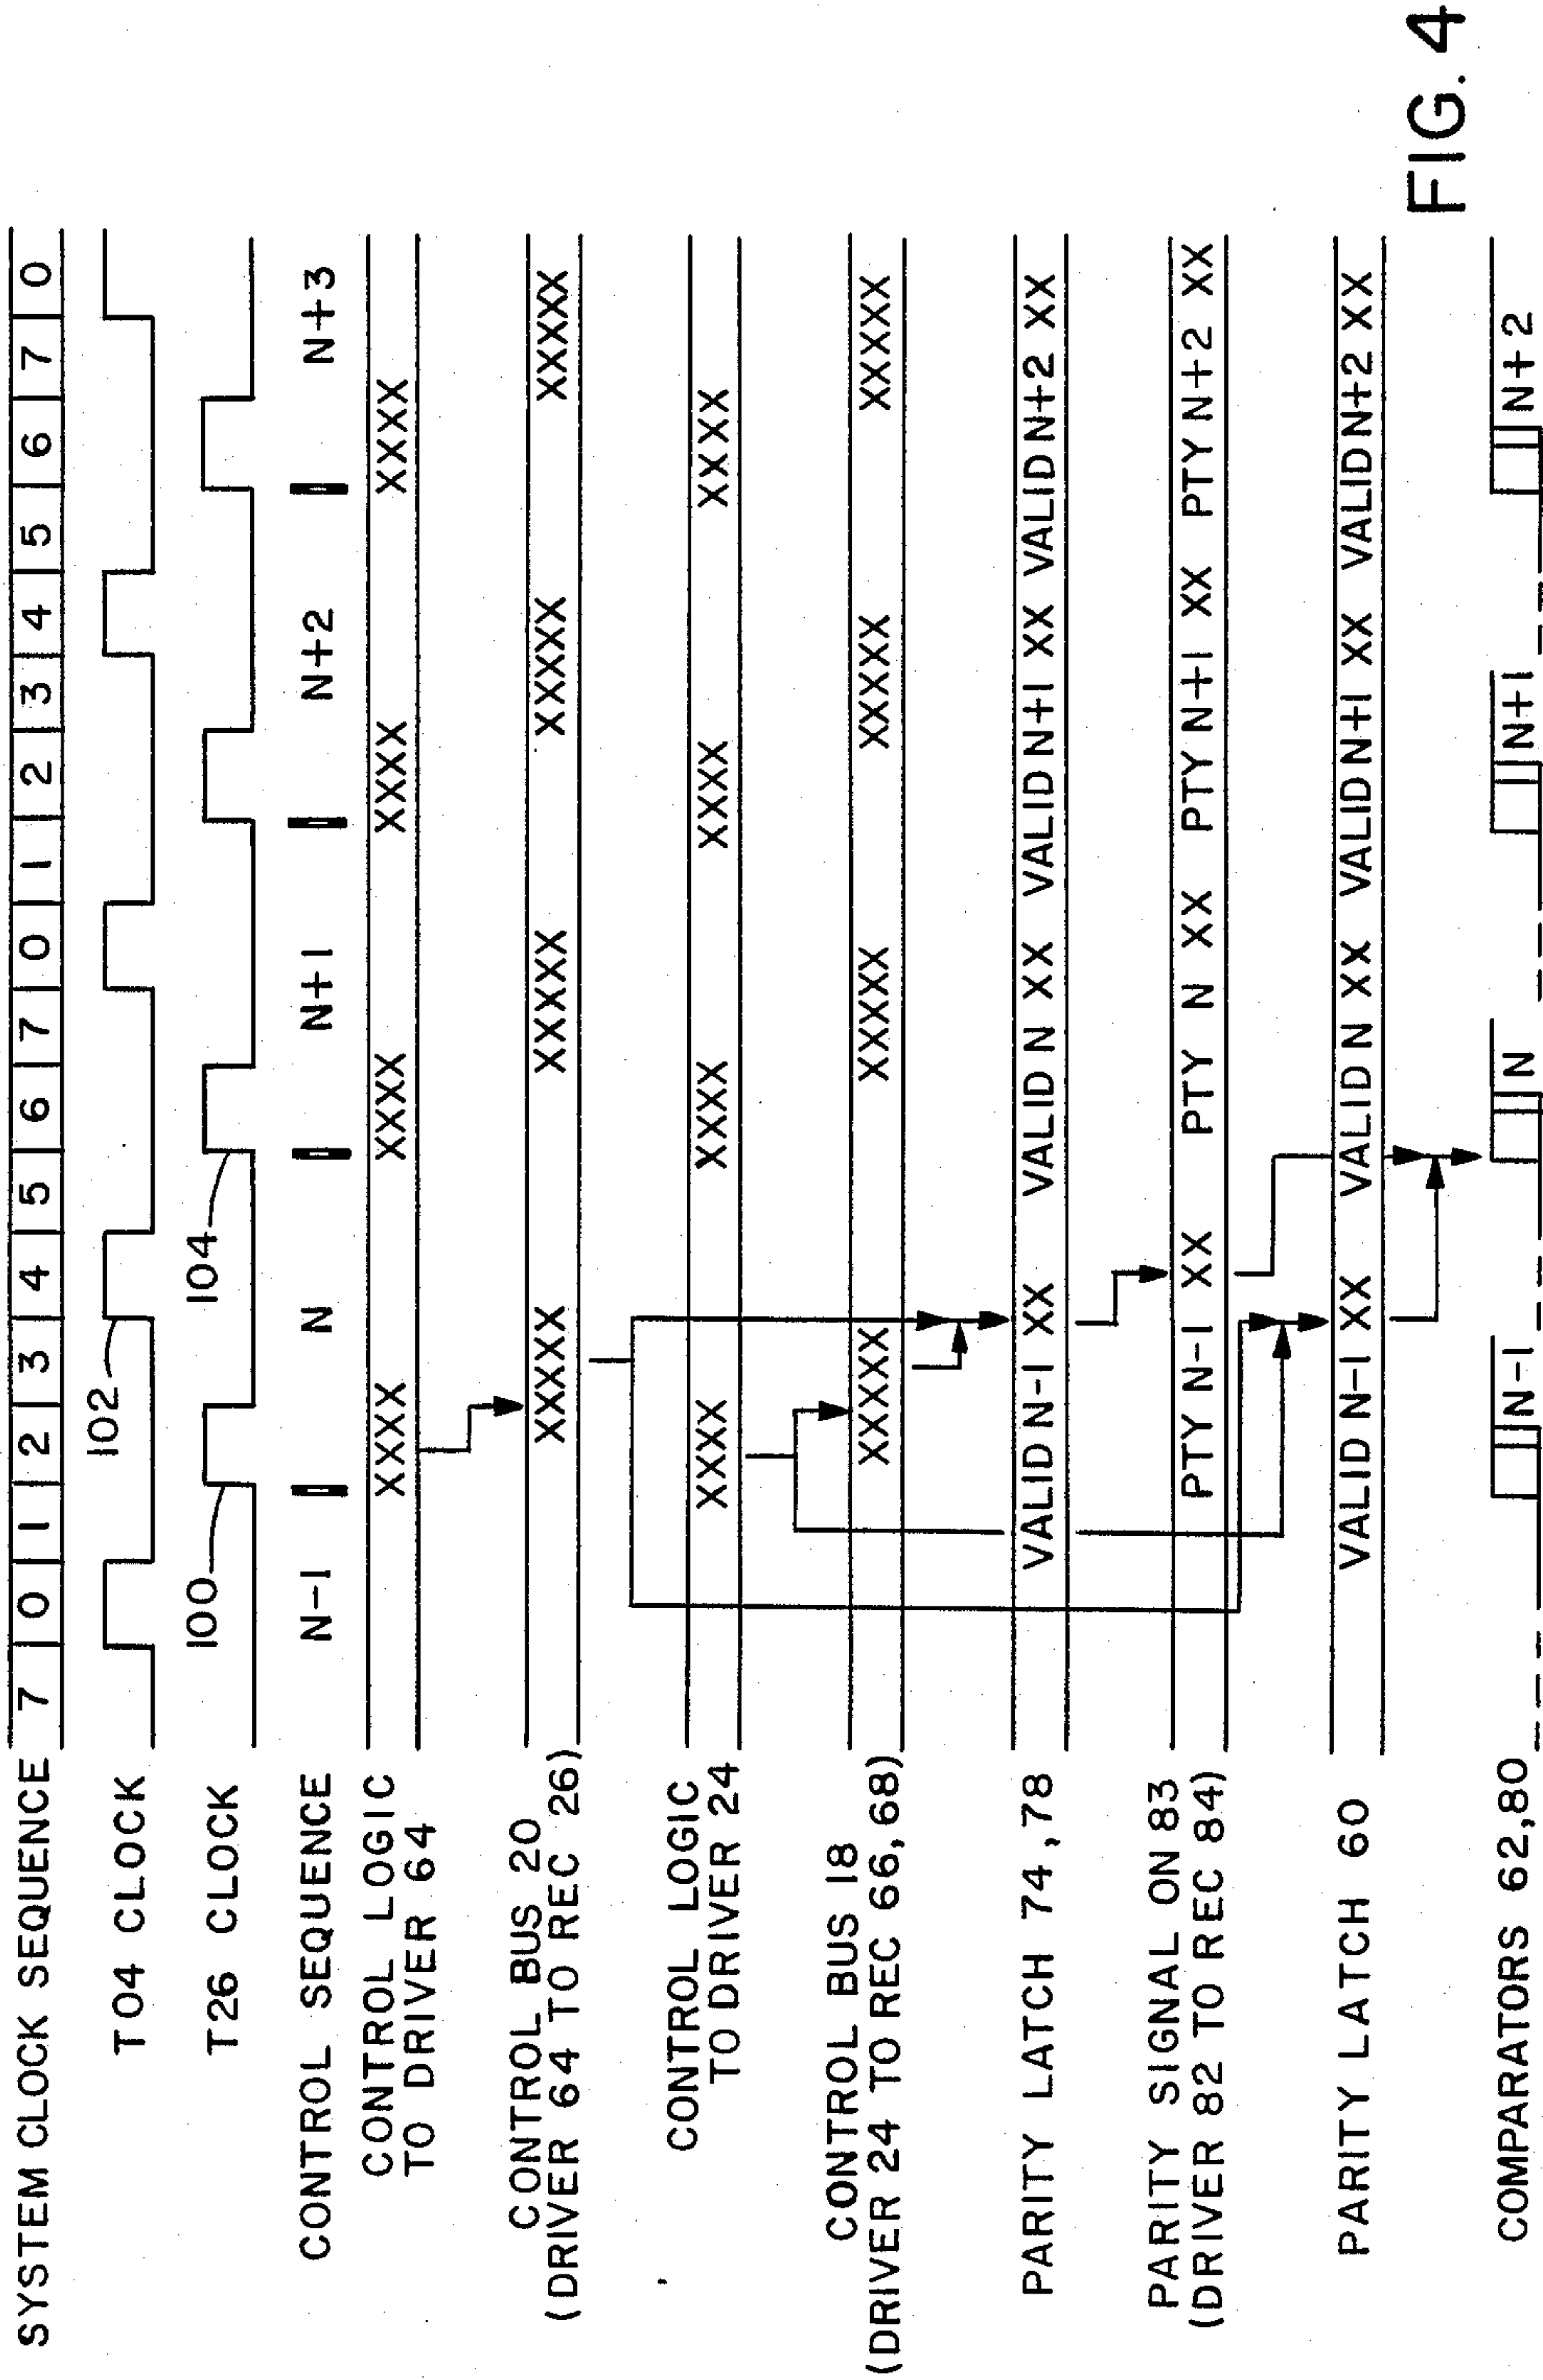 SYSTEM CLOCK SEQUENCE 7 0 1 2 3 4 5 6 7 0 1 2 3 4 5 6 7 0
T04 CLOCK 102
T26 CLOCK 100 104
CONTROL SEQUENCE N-1 N N+1 N+2 N+3
CONTROL LOGIC
TO DRIVER 64 XXXX XXXX XXXX XXXX
CONTROL BUS 20
(DRIVER 64 TO REC 26) XXXXX XXXXX XXXXX XXXXX
CONTROL LOGIC
TO DRIVER 24 XXXX XXXX XXXX XXXX
CONTROL BUS 18
(DRIVER 24 TO REC 66,68) XXXXX XXXXX XXXXX XXXXX
PARITY LATCH 74,78 VALID N-1 XX VALID N XX VALID N+1 XX VALID N+2 XX
PARITY SIGNAL ON 83
(DRIVER 82 TO REC 84) PTY N-1 XX PTY N XX PTY N+1 XX PTY N+2 XX
PARITY LATCH 60 VALID N-1 XX VALID N XX VALID N+1 XX VALID N+2 XX
COMPARATORS 62,80 N-1 N N+1 N+2
FIG. 4